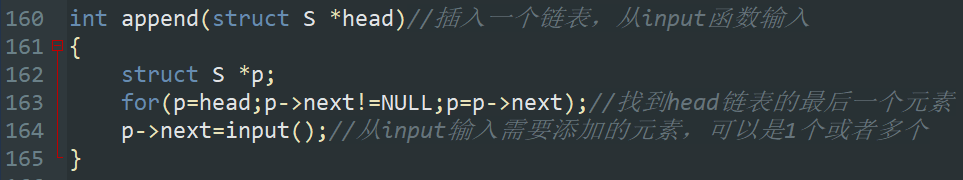 160 int append(struct S *head)//插入一个链表，从input函数输入
161 {
162     struct S *p;
163     for(p=head;p->next!=NULL;p=p->next);//找到head链表的最后一个元素
164     p->next=input();//从input输入需要添加的元素，可以是1个或者多个
165 }